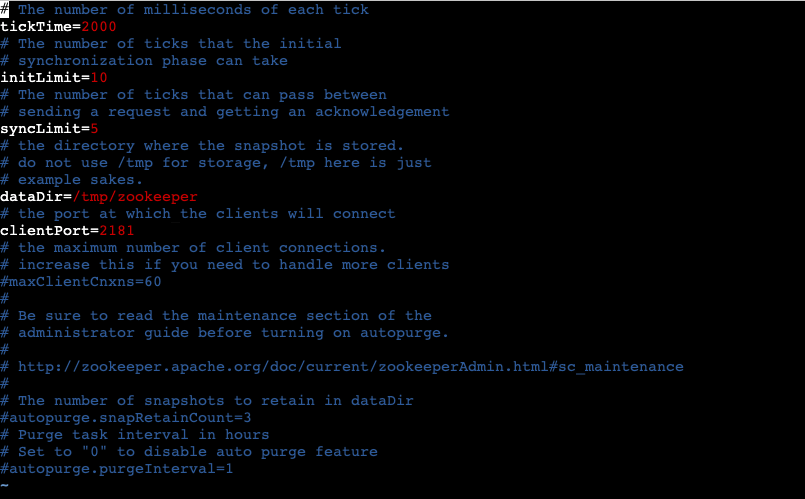 # The number of milliseconds of each tick
tickTime=2000
# The number of ticks that the initial
# synchronization phase can take
initLimit=10
# The number of ticks that can pass between
# sending a request and getting an acknowledgement
syncLimit=5
# the directory where the snapshot is stored.
# do not use /tmp for storage, /tmp here is just
# example sakes.
dataDir=/tmp/zookeeper
# the port at which the clients will connect
clientPort=2181
# the maximum number of client connections.
# increase this if you need to handle more clients
#maxClientCnxns=60
#
# Be sure to read the maintenance section of the
# administrator guide before turning on autopurge.
#
# http://zookeeper.apache.org/doc/current/zookeeperAdmin.html#sc_maintenance
#
# The number of snapshots to retain in dataDir
#autopurge.snapRetainCount=3
# Purge task interval in hours
# Set to "0" to disable auto purge feature
#autopurge.purgeInterval=1
~